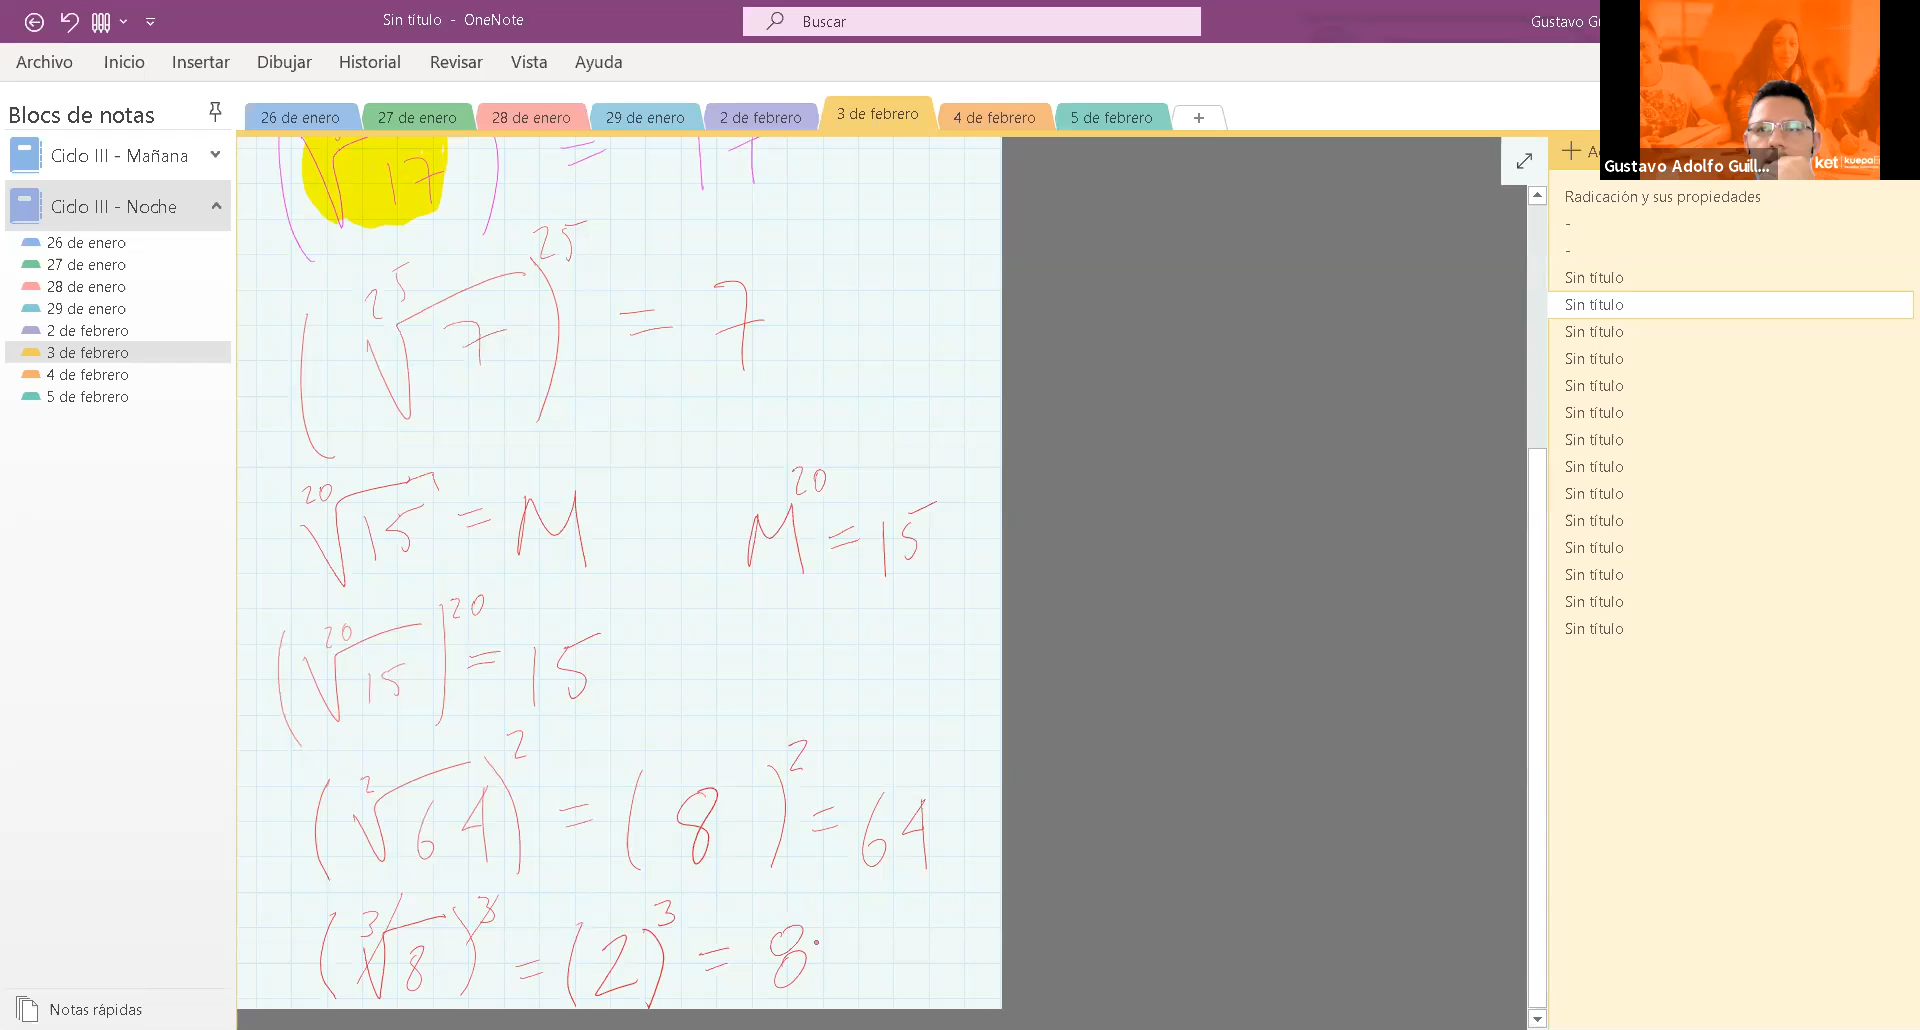 Sin título - OneNote
Buscar
Gustavo Gu
Archivo Inicio Insertar Dibujar Historial Revisar Vista Ayuda
Blocs de notas
Ciclo III - Mañana
Ciclo III - Noche
26 de enero
27 de enero
28 de enero
29 de enero
2 de febrero
3 de febrero
4 de febrero
5 de febrero
Notas rápidas
26 de enero 27 de enero 28 de enero 29 de enero 2 de febrero 3 de febrero 4 de febrero 5 de febrero +
(√17) = 17
(²⁵√7)²⁵ = 7
²⁰√15 = M M²⁰ = 15
(²⁰√15)²⁰ = 15
(²√64)² = (8)² = 64
(³√8)³ = (2)³ = 8
Gustavo Adolfo Guill...
ket kuepa
Radicación y sus propiedades
-
-
Sin título
Sin título
Sin título
Sin título
Sin título
Sin título
Sin título
Sin título
Sin título
Sin título
Sin título
Sin título
Sin título
Sin título